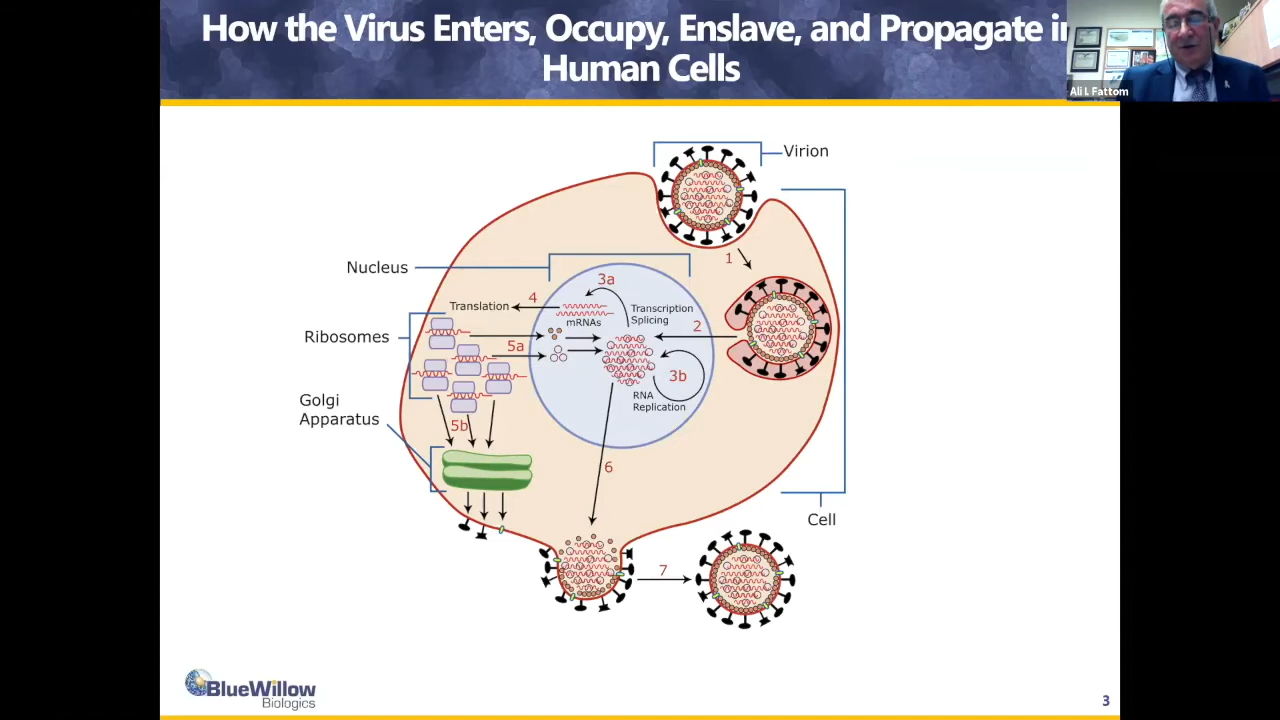 How the Virus Enters, Occupy, Enslave, and Propagate in
Human Cells
Ali I. Fattom
Virion
Nucleus
1
3a
4
Translation
Transcription
Splicing
mRNAs
2
Ribosomes
5a
3b
RNA
Replication
Golgi
Apparatus
5b
6
Cell
7
BlueWillow
Biologics
3